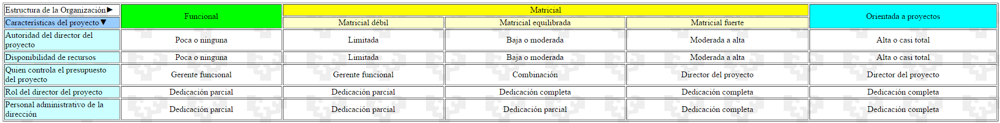 Estructura de la Organización► Funcional Matricial Orientada a proyectos
Características del proyecto▼ Matricial débil Matricial equilibrada Matricial fuerte
Autoridad del director del
proyecto Poca o ninguna Limitada Baja o moderada Moderada a alta Alta o casi total
Disponibilidad de recursos Poca o ninguna Limitada Baja o moderada Moderada a alta Alta o casi total
Quien controla el presupuesto
del proyecto Gerente funcional Gerente funcional Combinación Director del proyecto Director del proyecto
Rol del director del proyecto Dedicación parcial Dedicación parcial Dedicación completa Dedicación completa Dedicación completa
Personal administrativo de la
dirección Dedicación parcial Dedicación parcial Dedicación parcial Dedicación completa Dedicación completa